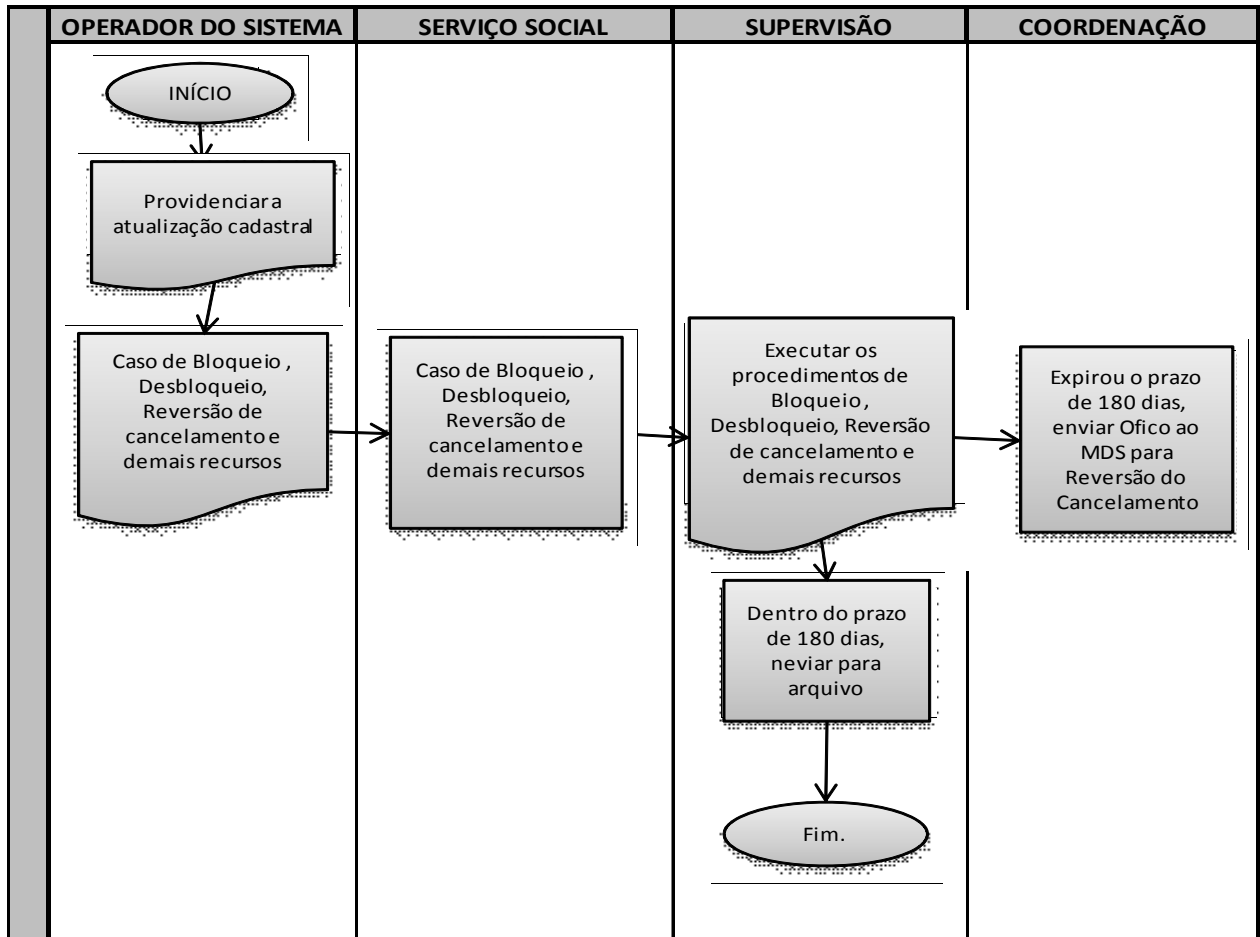 OPERADOR DO SISTEMA
SERVIÇO SOCIAL
SUPERVISÃO
COORDENAÇÃO
INÍCIO
Providenciar a
atualização cadastral
Caso de Bloqueio ,
Desbloqueio,
Reversão de
cancelamento e
demais recursos
Caso de Bloqueio ,
Desbloqueio,
Reversão de
cancelamento e
demais recursos
Executar os
procedimentos de
Bloqueio ,
Desbloqueio, Reversão
de cancelamento e
demais recursos
Expirou o prazo
de 180 dias,
enviar Ofico ao
MDS para
Reversão do
Cancelamento
Dentro do prazo
de 180 dias,
neviar para
arquivo
Fim.